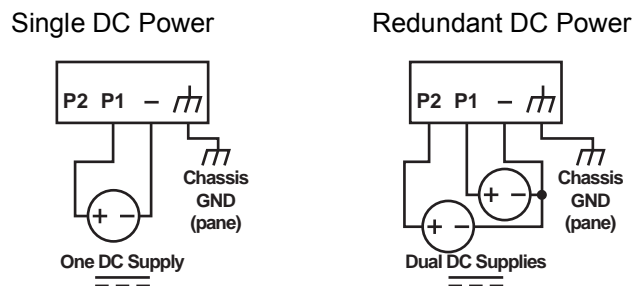 Single DC Power
P2 P1 –
Chassis
GND
(pane)
+ –
One DC Supply
Redundant DC Power
P2 P1 –
Chassis
GND
(pane)
+ –
+ –
Dual DC Supplies